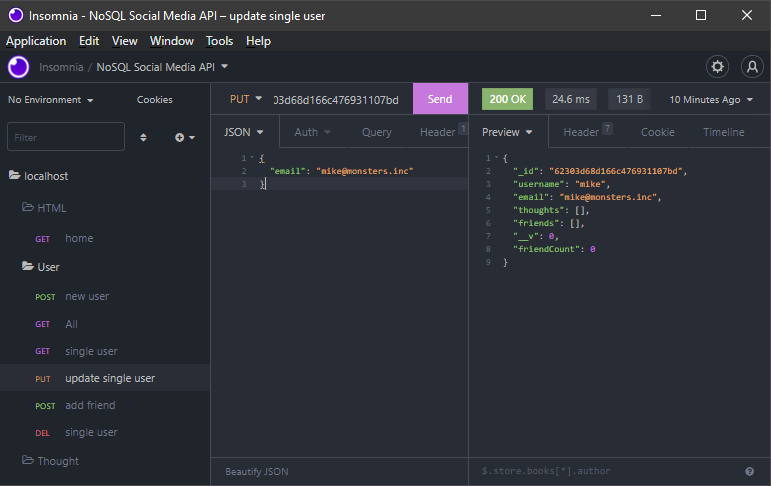 Insomnia - NoSQL Social Media API – update single user
Application Edit View Window Tools Help
Insomnia / NoSQL Social Media API
No Environment Cookies
Filter
localhost
HTML
GET home
User
POST new user
GET All
GET single user
PUT update single user
POST add friend
DEL single user
Thought
PUT 03d68d166c476931107bd Send
JSON Auth Query Header 1
1 {
2 "email": "mike@monsters.inc"
3 }
Beautify JSON
200 OK 24.6 ms 131 B 10 Minutes Ago
Preview Header 7 Cookie Timeline
1 {
2 "_id": "62303d68d166c476931107bd",
3 "username": "mike",
4 "email": "mike@monsters.inc",
5 "thoughts": [],
6 "friends": [],
7 "__v": 0,
8 "friendCount": 0
9 }
$.store.books[*].author